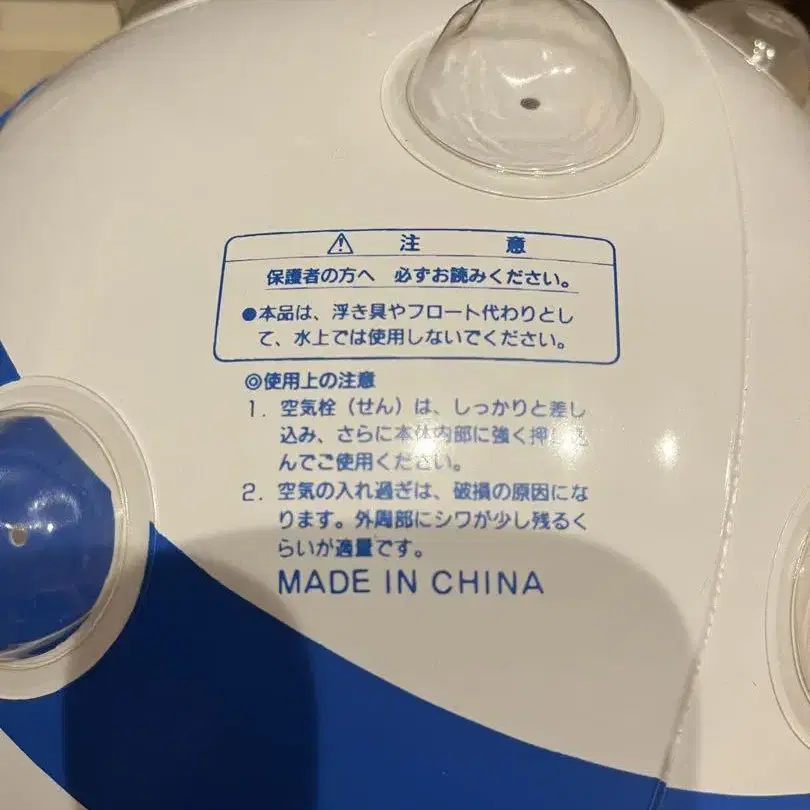 ⚠ 注 意
保護者の方へ 必ずお読みください。
●本品は、浮き具やフロート代わりとし
て、水上では使用しないでください。
◎使用上の注意
1. 空気栓（せん）は、しっかりと差し
込み、さらに本体内部に強く押し込
んでご使用ください。
2. 空気の入れ過ぎは、破損の原因にな
ります。外周部にシワが少し残るく
らいが適量です。
MADE IN CHINA